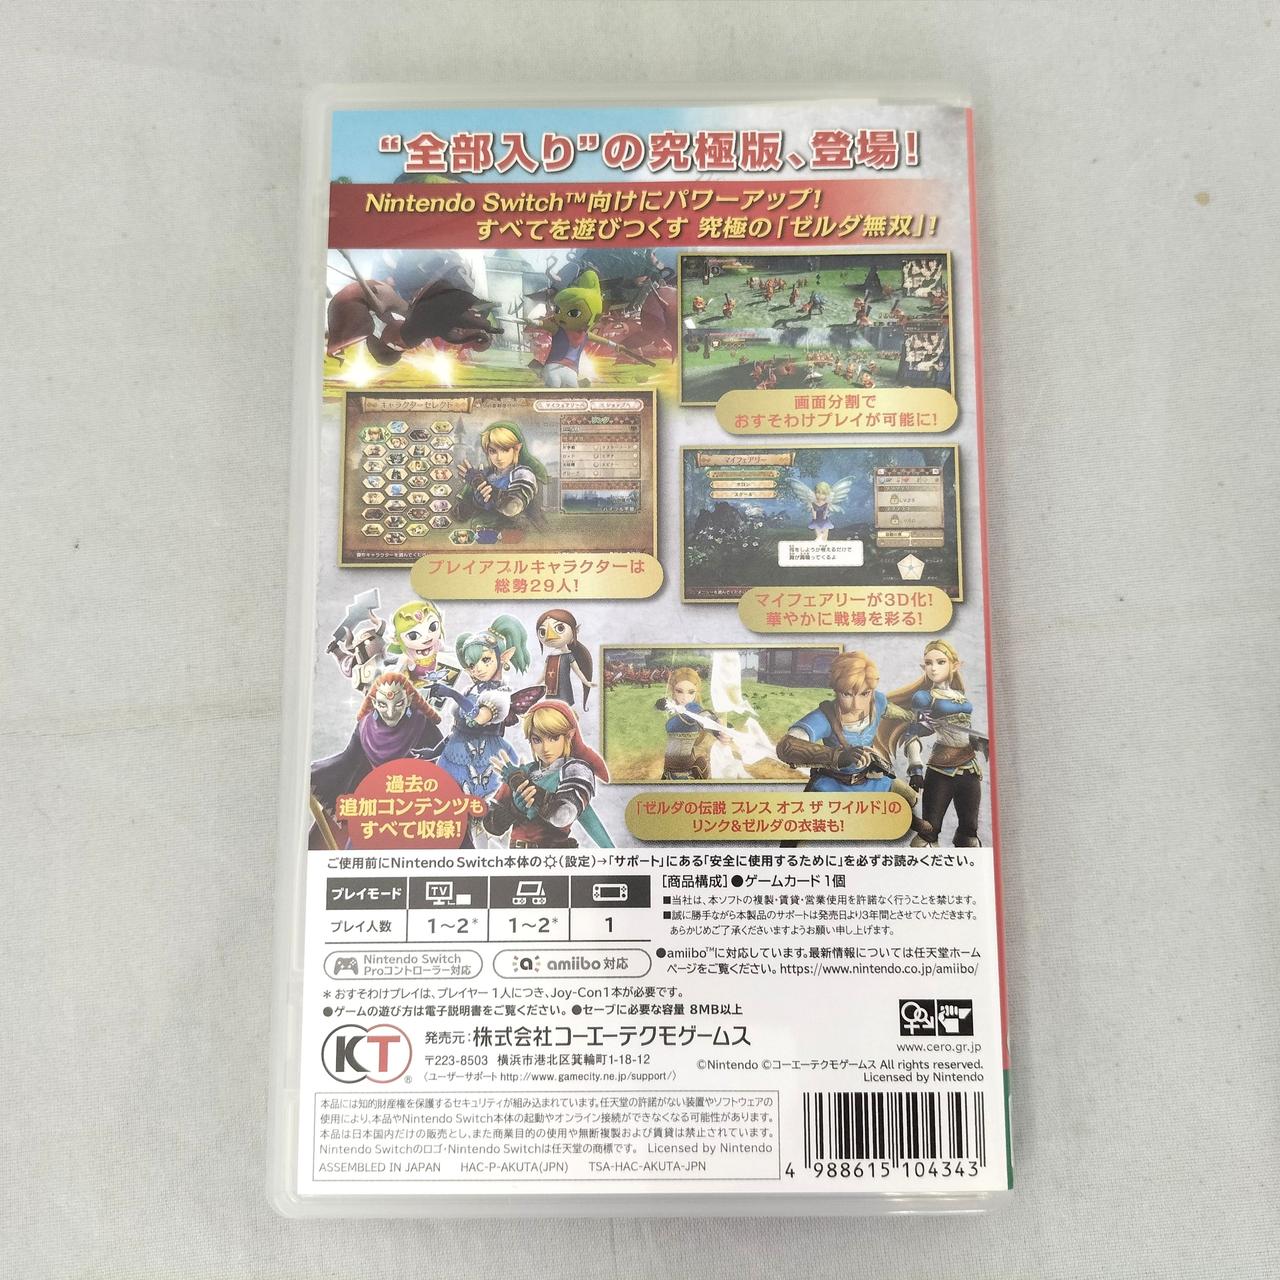 “全部入り”の究極版、登場！
Nintendo Switch™向けにパワーアップ！
すべてを遊びつくす 究極の「ゼルダ無双」！
画面分割で
おすそわけプレイが可能に！
キャラクターセレクト
マイフェアリー
プレイアブルキャラクターは
総勢29人！
マイフェアリーが3D化！
華やかに戦場を彩る！
過去の
追加コンテンツも
すべて収録！
「ゼルダの伝説 ブレス オブ ザ ワイルド」の
リンク&ゼルダの衣装も！
ご使用前にNintendo Switch本体の（設定）→「サポート」にある「安全に使用するために」を必ずお読みください。
プレイモード TV
プレイ人数 1～2* 1～2* 1
[商品構成]●ゲームカード 1個
■当社は、本ソフトの複製・賃貸・営業使用を許諾なく行うことを禁じます。
■誠に勝手ながら本製品のサポートは発売日より3年間とさせていただきます。
あらかじめご了承くださいますようお願い申し上げます。
Nintendo Switch
Proコントローラー対応
amiibo 対応
●amiibo™に対応しています。最新情報については任天堂ホーム
ページをご覧ください。https://www.nintendo.co.jp/amiibo/
* おすそわけプレイは、プレイヤー 1人につき、Joy-Con1本が必要です。
●ゲームの遊び方は電子説明書をご覧ください。 ●セーブに必要な容量 8MB以上
KT
®
発売元：株式会社コーエーテクモゲームス
〒223-8503 横浜市港北区箕輪町1-18-12
〈ユーザーサポート http://www.gamecity.ne.jp/support/〉
www.cero.gr.jp
©Nintendo ©コーエーテクモゲームス All rights reserved.
Licensed by Nintendo
本品には知的財産権を保護するセキュリティが組み込まれています。任天堂の許諾がない装置やソフトウェアの
使用により、本品やNintendo Switch本体の起動やオンライン接続ができなくなる可能性があります。
本品は日本国内だけの販売とし、また商業目的の使用や無断複製および賃貸は禁止されています。
Nintendo Switchのロゴ・Nintendo Switchは任天堂の商標です。 Licensed by Nintendo
ASSEMBLED IN JAPAN HAC-P-AKUTA(JPN) TSA-HAC-AKUTA-JPN
4 988615 104343